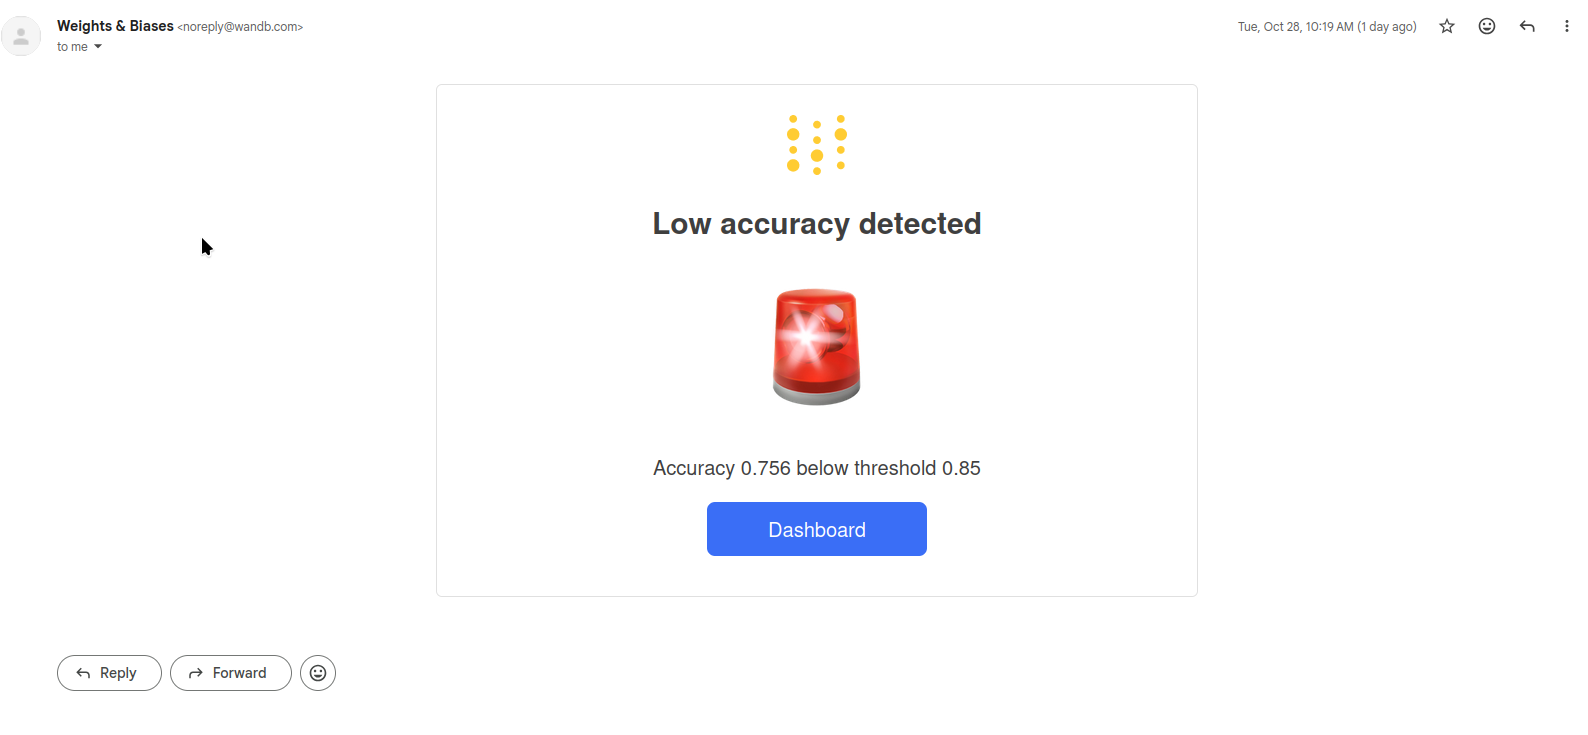 Weights & Biases <noreply@wandb.com> Tue, Oct 28, 10:19 AM (1 day ago)
to me
Low accuracy detected
Accuracy 0.756 below threshold 0.85
Dashboard
Reply Forward